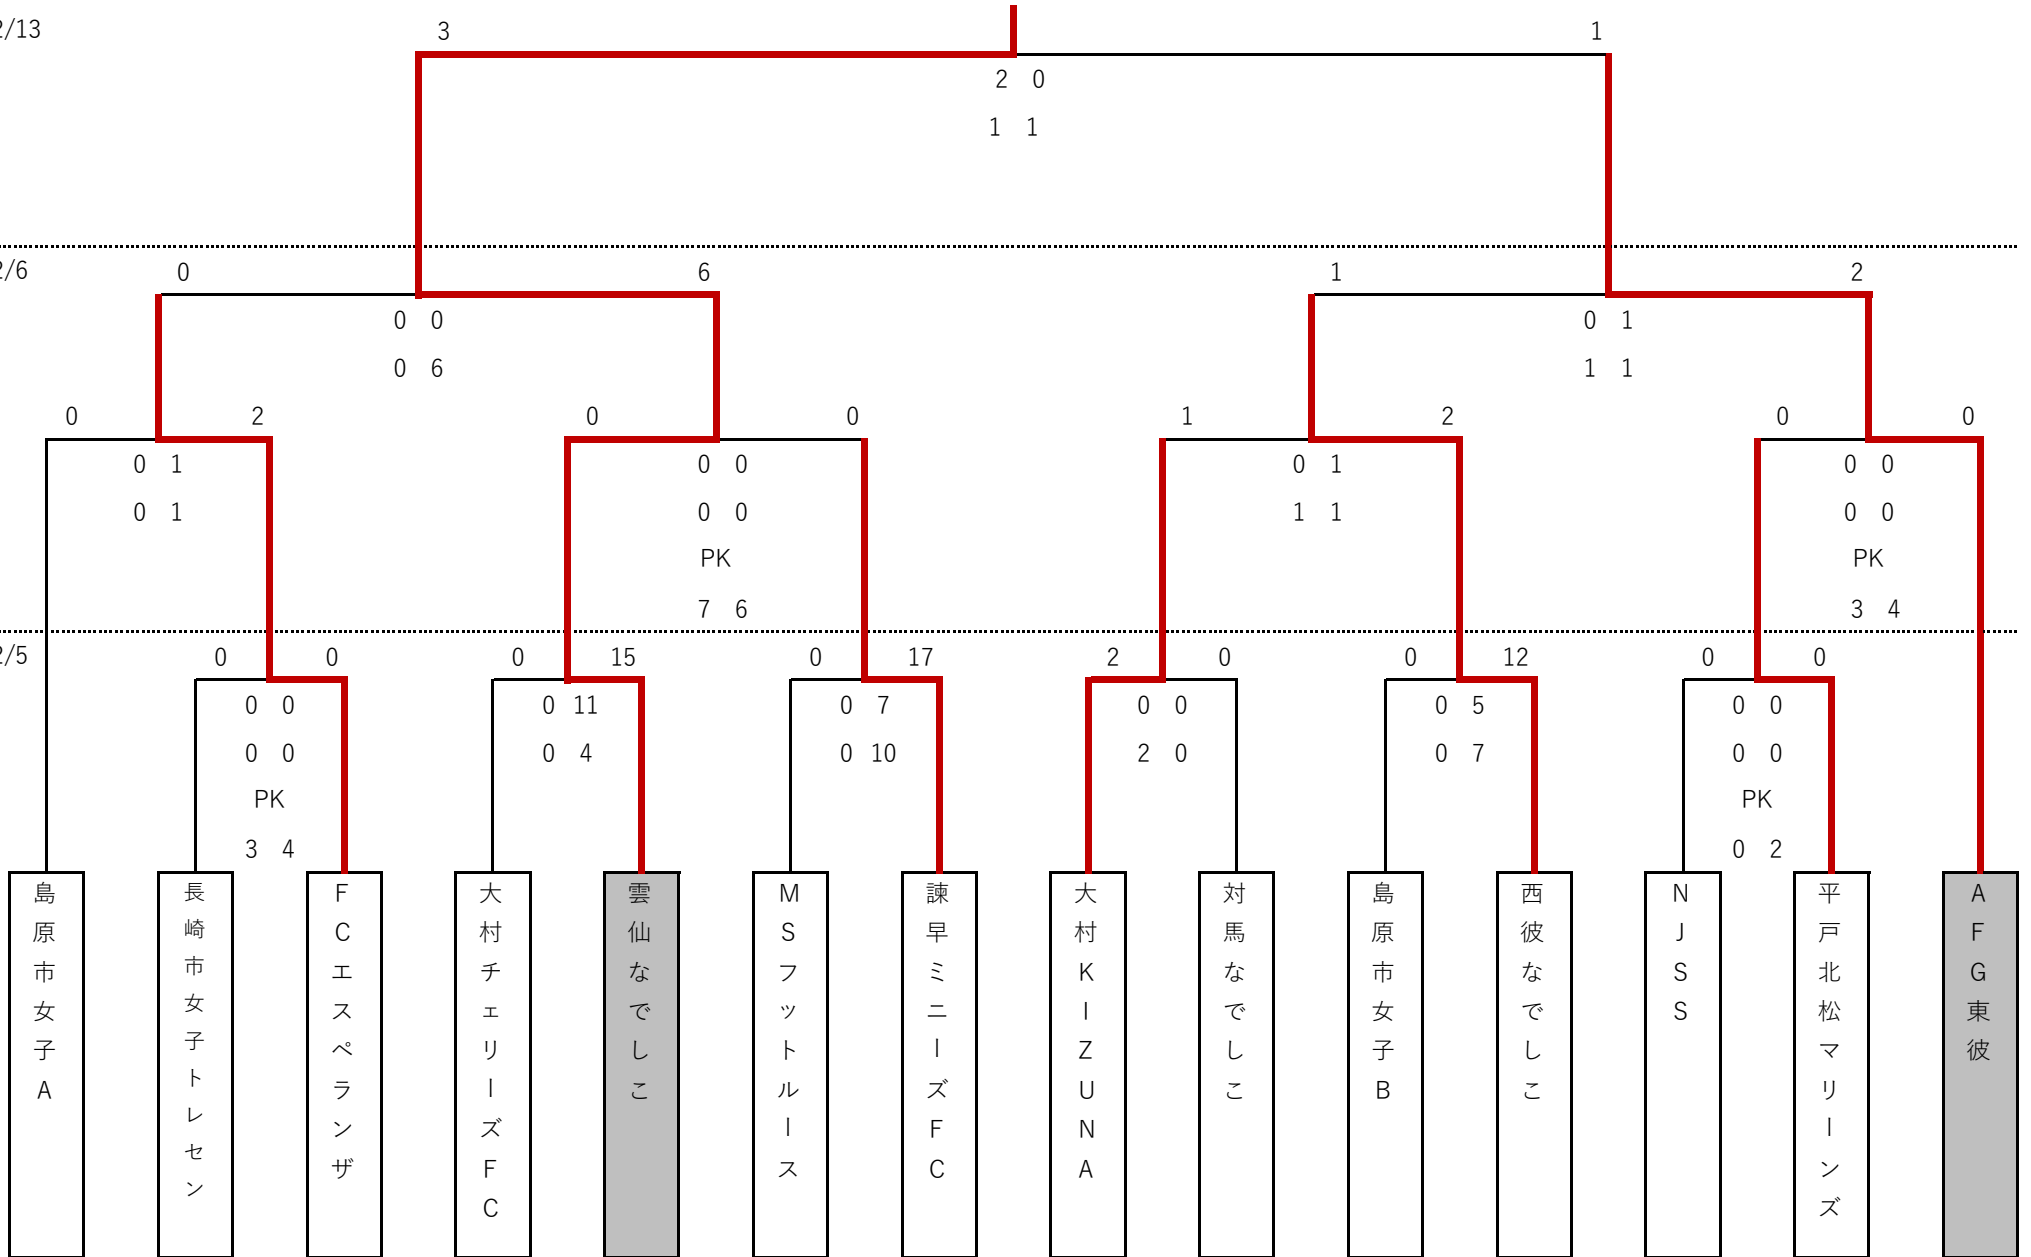 2/13
3 1
2 0
1 1
2/6
0 6 1 2
0 0 0 1
0 6 1 1
0 2 0 0 1 2 0 0
0 1 0 0 0 1 0 0
0 1 0 0 1 1 0 0
PK PK
7 6 3 4
2/5
0 0 0 15 0 17 2 0 0 12 0 0
0 0 0 11 0 7 0 0 0 5 0 0
0 0 0 4 0 10 2 0 0 7 0 0
PK PK
3 4 0 2
島原市女子A
長崎市女子トレセン
FCエスペランザ
大村チェリーズFC
雲仙なでしこ
MSフットルース
諫早ミニーズFC
大村KIZUNA
対馬なでしこ
島原市女子B
西彼なでしこ
NJSS
平戸北松マリーンズ
AFG東彼